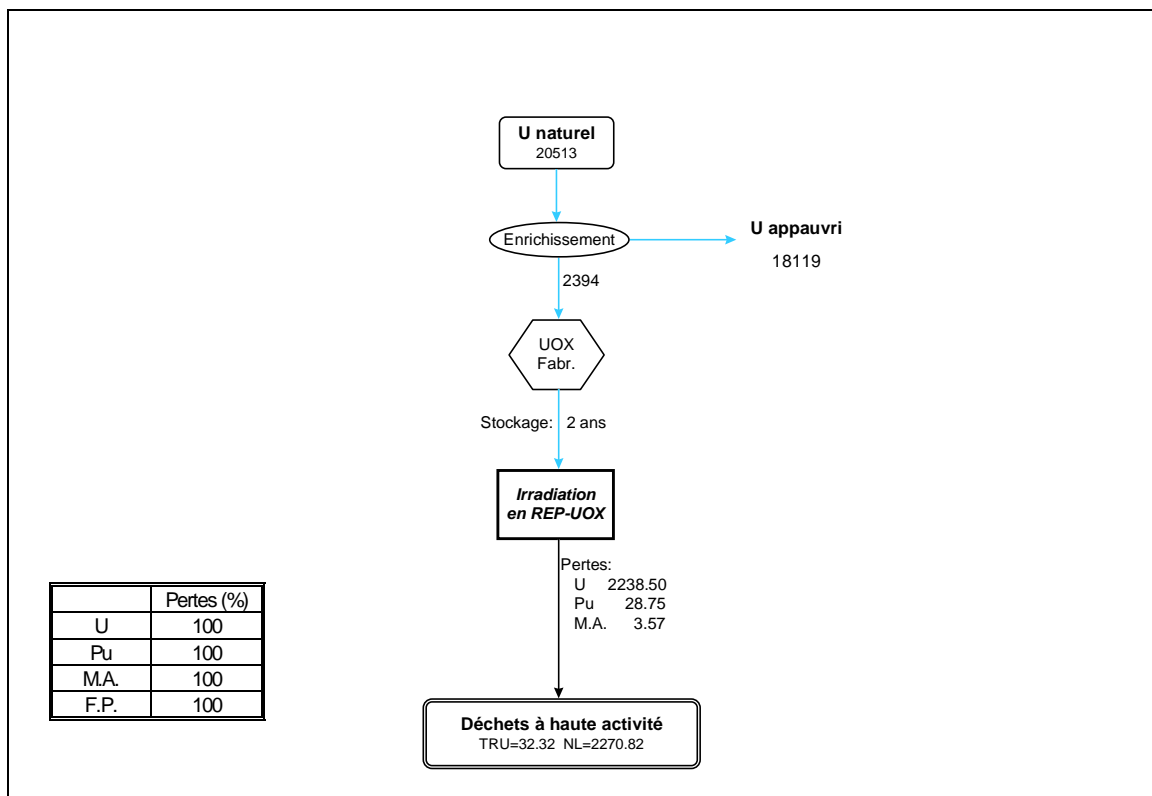 U naturel
20513
Enrichissement
U appauvri
18119
2394
UOX
Fabr.
Stockage: 2 ans
Irradiation
en REP-UOX
Pertes:
U 2238.50
Pu 28.75
M.A. 3.57
Pertes (%)
U 100
Pu 100
M.A. 100
F.P. 100
Déchets à haute activité
TRU=32.32 NL=2270.82